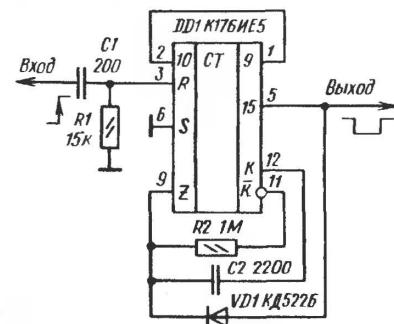 DD1 К176ИЕ5
Вход
C1
200
2
3
10
CT
9
1
R
15
5
Выход
R1
15к
6
S
K
12
K
11
9
Z
R2 1M
C2 2200
VD1 КД522Б